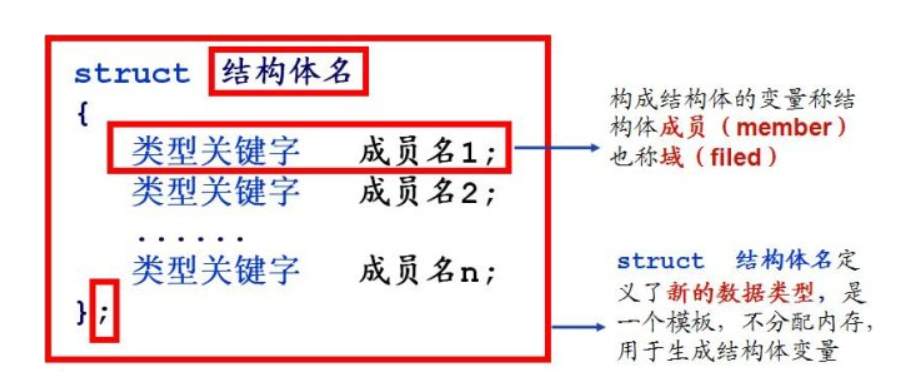 struct 结构体名
{
类型关键字 成员名1;
类型关键字 成员名2;
......
类型关键字 成员名n;
};
构成结构体的变量称结
构体成员（member）
也称域（filed）
struct 结构体名定
义了新的数据类型，是
一个模板，不分配内存，
用于生成结构体变量